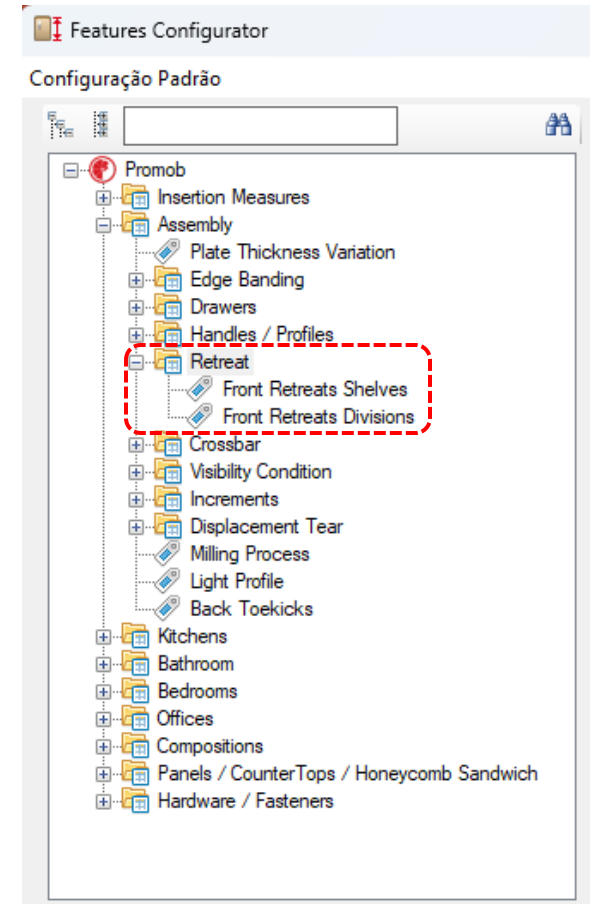 Features Configurator
Configuração Padrão
Promob
Insertion Measures
Assembly
Plate Thickness Variation
Edge Banding
Drawers
Handles / Profiles
Retreat
Front Retreats Shelves
Front Retreats Divisions
Crossbar
Visibility Condition
Increments
Displacement Tear
Milling Process
Light Profile
Back Toekicks
Kitchens
Bathroom
Bedrooms
Offices
Compositions
Panels / CounterTops / Honeycomb Sandwich
Hardware / Fasteners